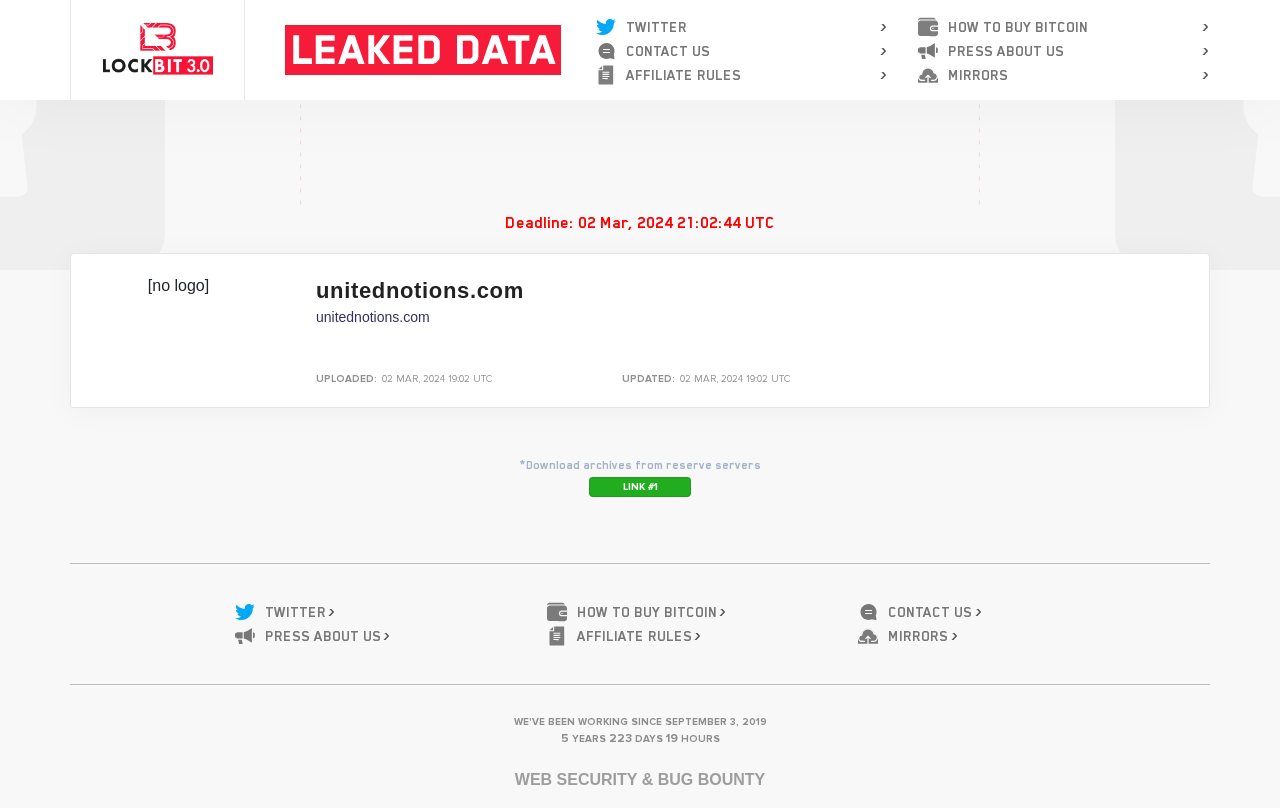 LOCKBIT 3.0
LEAKED DATA
TWITTER
CONTACT US
AFFILIATE RULES
HOW TO BUY BITCOIN
PRESS ABOUT US
MIRRORS
Deadline: 02 Mar, 2024 21:02:44 UTC
[no logo]
unitednotions.com
unitednotions.com
UPLOADED: 02 MAR, 2024 19:02 UTC
UPDATED: 02 MAR, 2024 19:02 UTC
*Download archives from reserve servers
LINK #1
TWITTER
PRESS ABOUT US
HOW TO BUY BITCOIN
AFFILIATE RULES
CONTACT US
MIRRORS
WE'VE BEEN WORKING SINCE SEPTEMBER 3, 2019
5 YEARS 223 DAYS 19 HOURS
WEB SECURITY & BUG BOUNTY